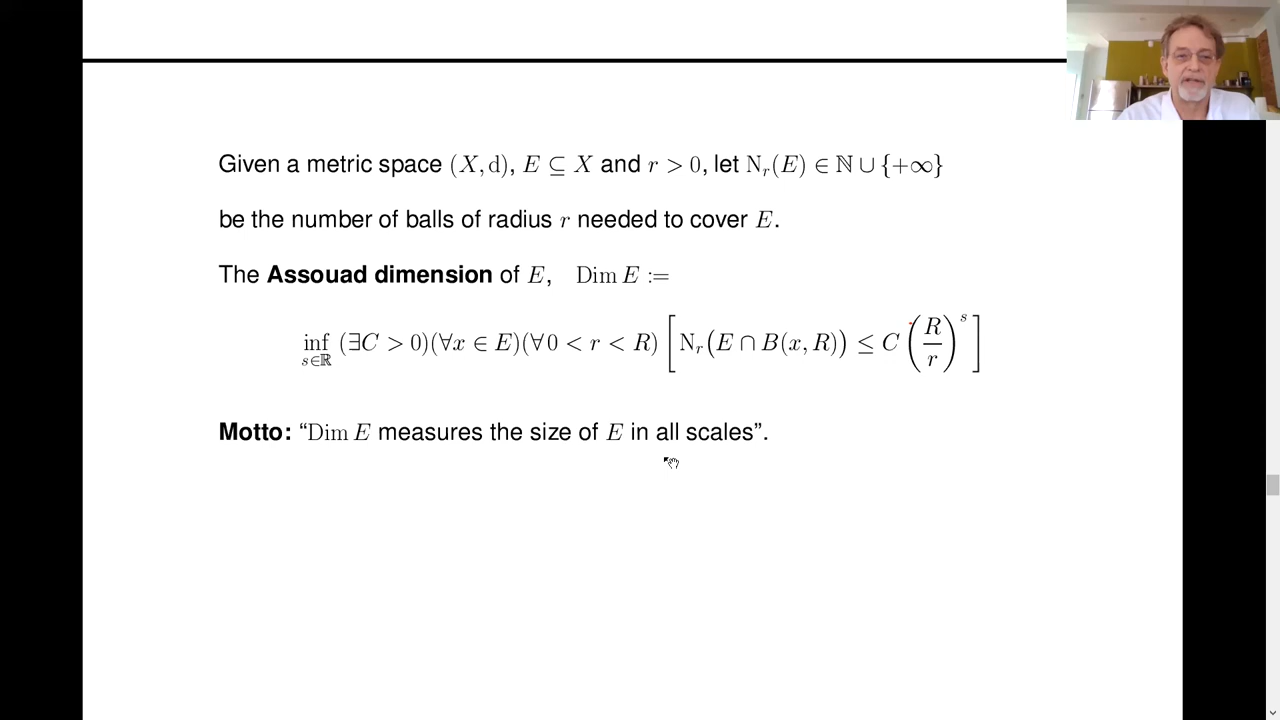 Given a metric space (X, d), E ⊆ X and r > 0, let N_r(E) ∈ ℕ ∪ {+∞}
be the number of balls of radius r needed to cover E.
The Assouad dimension of E, Dim E :=
inf_{s∈ℝ} (∃C > 0)(∀x ∈ E)(∀ 0 < r < R) [ N_r(E ∩ B(x, R)) ≤ C (R/r)^s ]
Motto: “Dim E measures the size of E in all scales”.